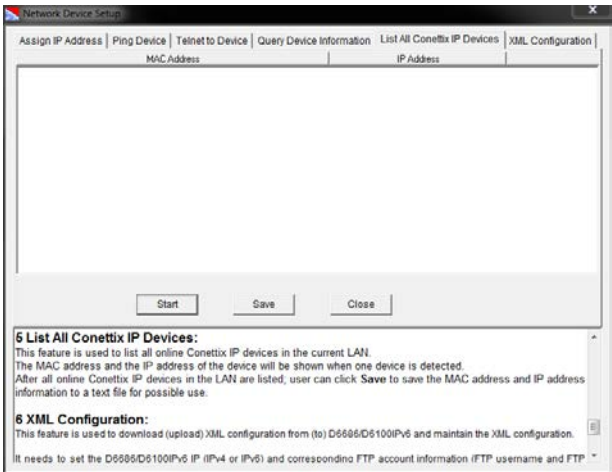 Network Device Setup
x
Assign IP Address
Ping Device
Telnet to Device
Query Device Information
List All Conettix IP Devices
XML Configuration
MAC Address
IP Address
Start
Save
Close
5 List All Conettix IP Devices:
This feature is used to list all online Conettix IP devices in the current LAN.
The MAC address and the IP address of the device will be shown when one device is detected.
After all online Conettix IP devices in the LAN are listed; user can click Save to save the MAC address and IP address
information to a text file for possible use.
6 XML Configuration:
This feature is used to download (upload) XML configuration from (to) D6686/D6100IPv6 and maintain the XML configuration.
It needs to set the D6686/D6100IPv6 IP (IPv4 or IPv6) and corresponding FTP account information (FTP username and FTP